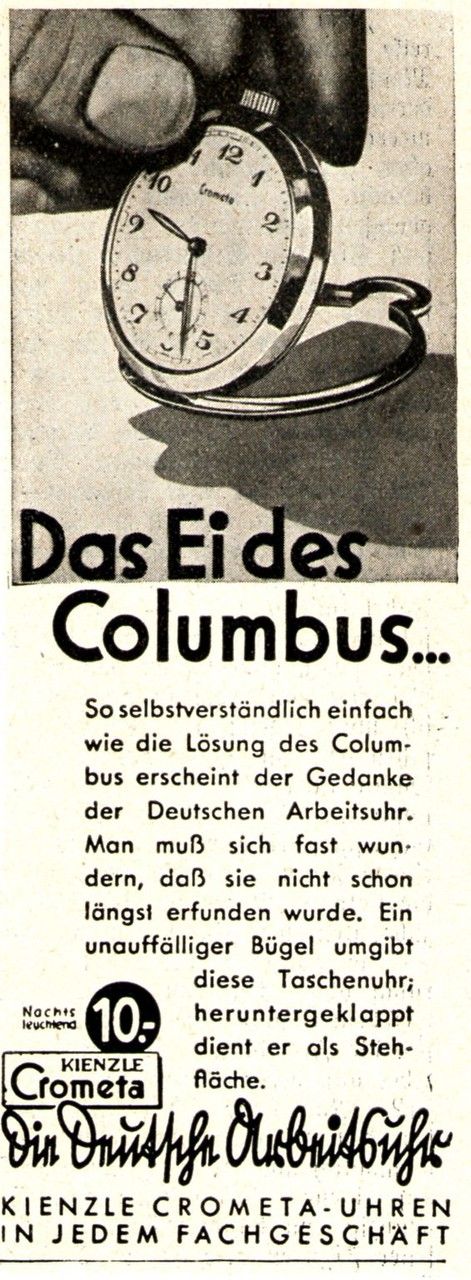 12
1
2
3
4
5
7
8
9
10
11
Crometa
Das Ei des
Columbus...
So selbstverständlich einfach
wie die Lösung des Colum-
bus erscheint der Gedanke
der Deutschen Arbeitsuhr.
Man muß sich fast wun-
dern, daß sie nicht schon
längst erfunden wurde. Ein
unauffälliger Bügel umgibt
diese Taschenuhr;
heruntergeklappt
dient er als Steh-
fläche.
Nachts
leuchtend
10.-
KIENZLE
Crometa
Die Deutsche Arbeitsuhr
KIENZLE CROMETA-UHREN
IN JEDEM FACHGESCHÄFT